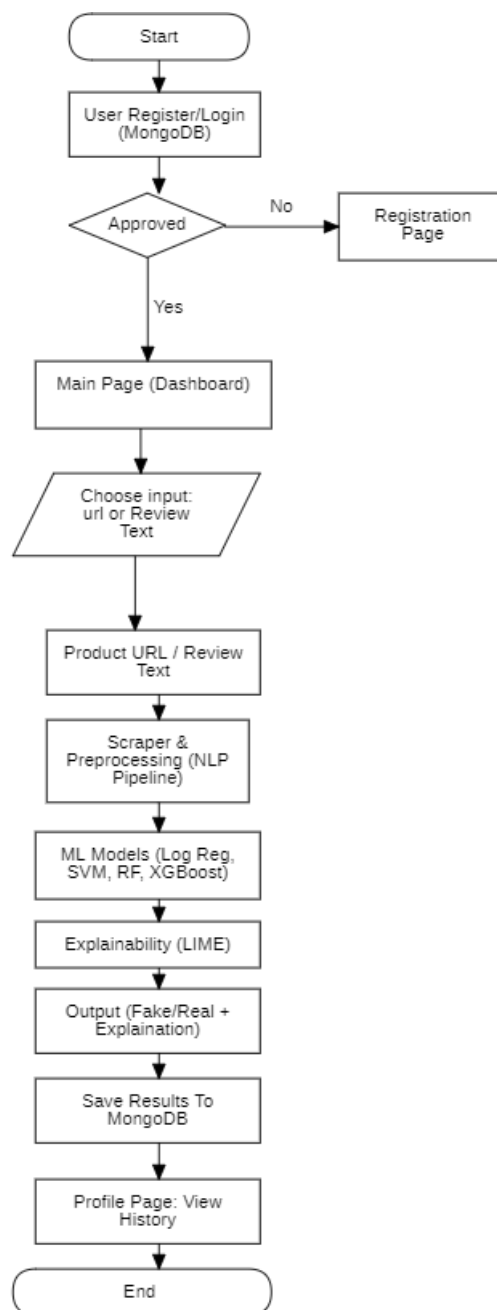 Start
User Register/Login
(MongoDB)
Approved
No
Registration
Page
Yes
Main Page (Dashboard)
Choose input:
url or Review
Text
Product URL / Review
Text
Scraper &
Preprocessing (NLP
Pipeline)
ML Models (Log Reg,
SVM, RF, XGBoost)
Explainability (LIME)
Output (Fake/Real +
Explaination)
Save Results To
MongoDB
Profile Page: View
History
End